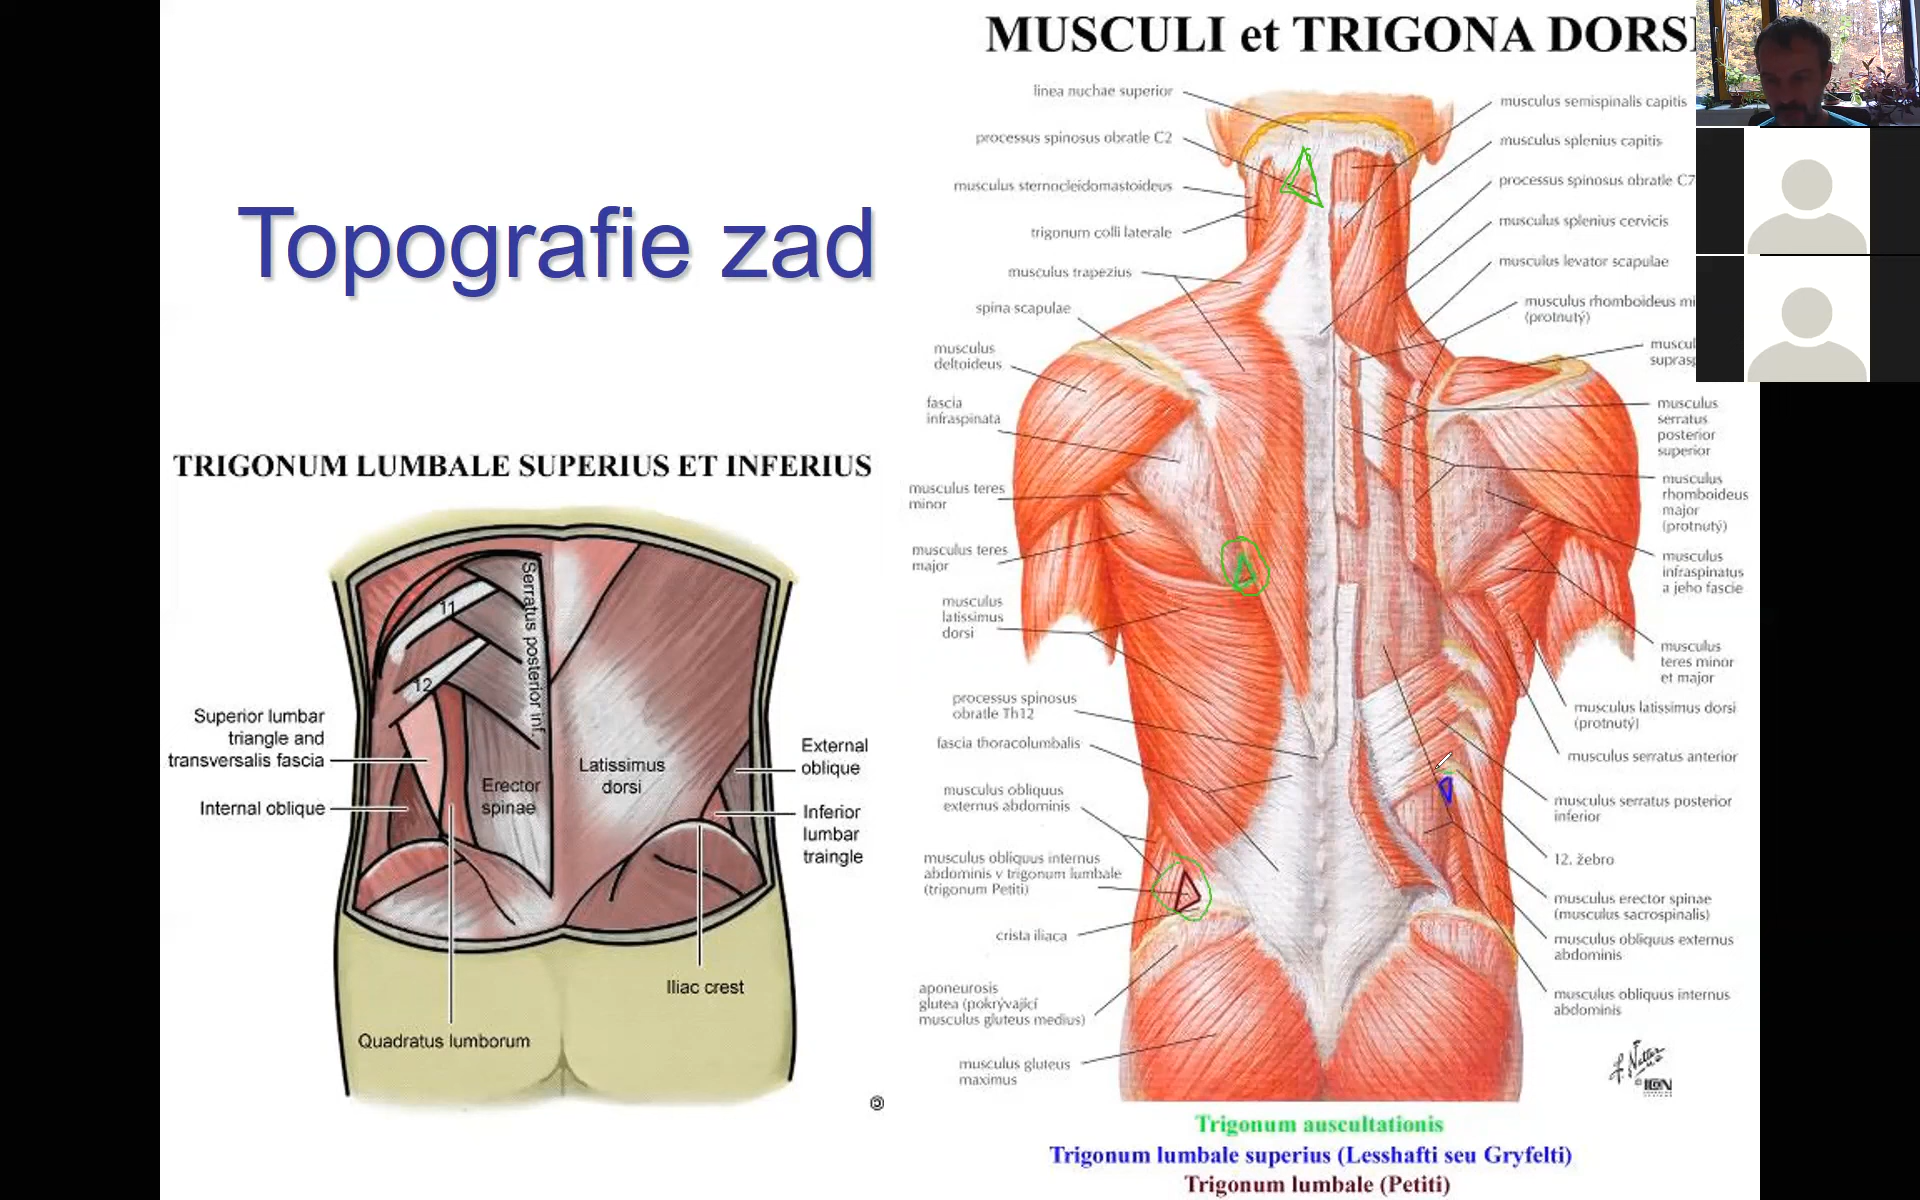 MUSCULI et TRIGONA DORSI
Topografie zad
TRIGONUM LUMBALE SUPERIUS ET INFERIUS
11
12
Serratus posterior inf.
Superior lumbar
triangle and
transversalis fascia
Internal oblique
Erector
spinae
Latissimus
dorsi
External
oblique
Inferior
lumbar
traingle
Iliac crest
Quadratus lumborum
©
linea nuchae superior
processus spinosus obratle C2
musculus sternocleidomastoideus
trigonum colli laterale
musculus trapezius
spina scapulae
musculus
deltoideus
fascia
infraspinata
musculus teres
minor
musculus teres
major
musculus
latissimus
dorsi
processus spinosus
obratle Th12
fascia thoracolumbalis
musculus obliquus
externus abdominis
musculus obliquus internus
abdominis v trigonum lumbale
(trigonum Petiti)
crista iliaca
aponeurosis
glutea (pokrývající
musculus gluteus medius)
musculus gluteus
maximus
musculus semispinalis capitis
musculus splenius capitis
processus spinosus obratle C7
musculus splenius cervicis
musculus levator scapulae
musculus rhomboideus mi
(protnutý)
muscul
supras
musculus
serratus
posterior
superior
musculus
rhomboideus
major
(protnutý)
musculus
infraspinatus
a jeho fascie
musculus
teres minor
et major
musculus latissimus dorsi
(protnutý)
musculus serratus anterior
musculus serratus posterior
inferior
12. žebro
musculus erector spinae
(musculus sacrospinalis)
musculus obliquus externus
abdominis
musculus obliquus internus
abdominis
F. Netter
Trigonum auscultationis
Trigonum lumbale superius (Lesshafti seu Gryfelti)
Trigonum lumbale (Petiti)